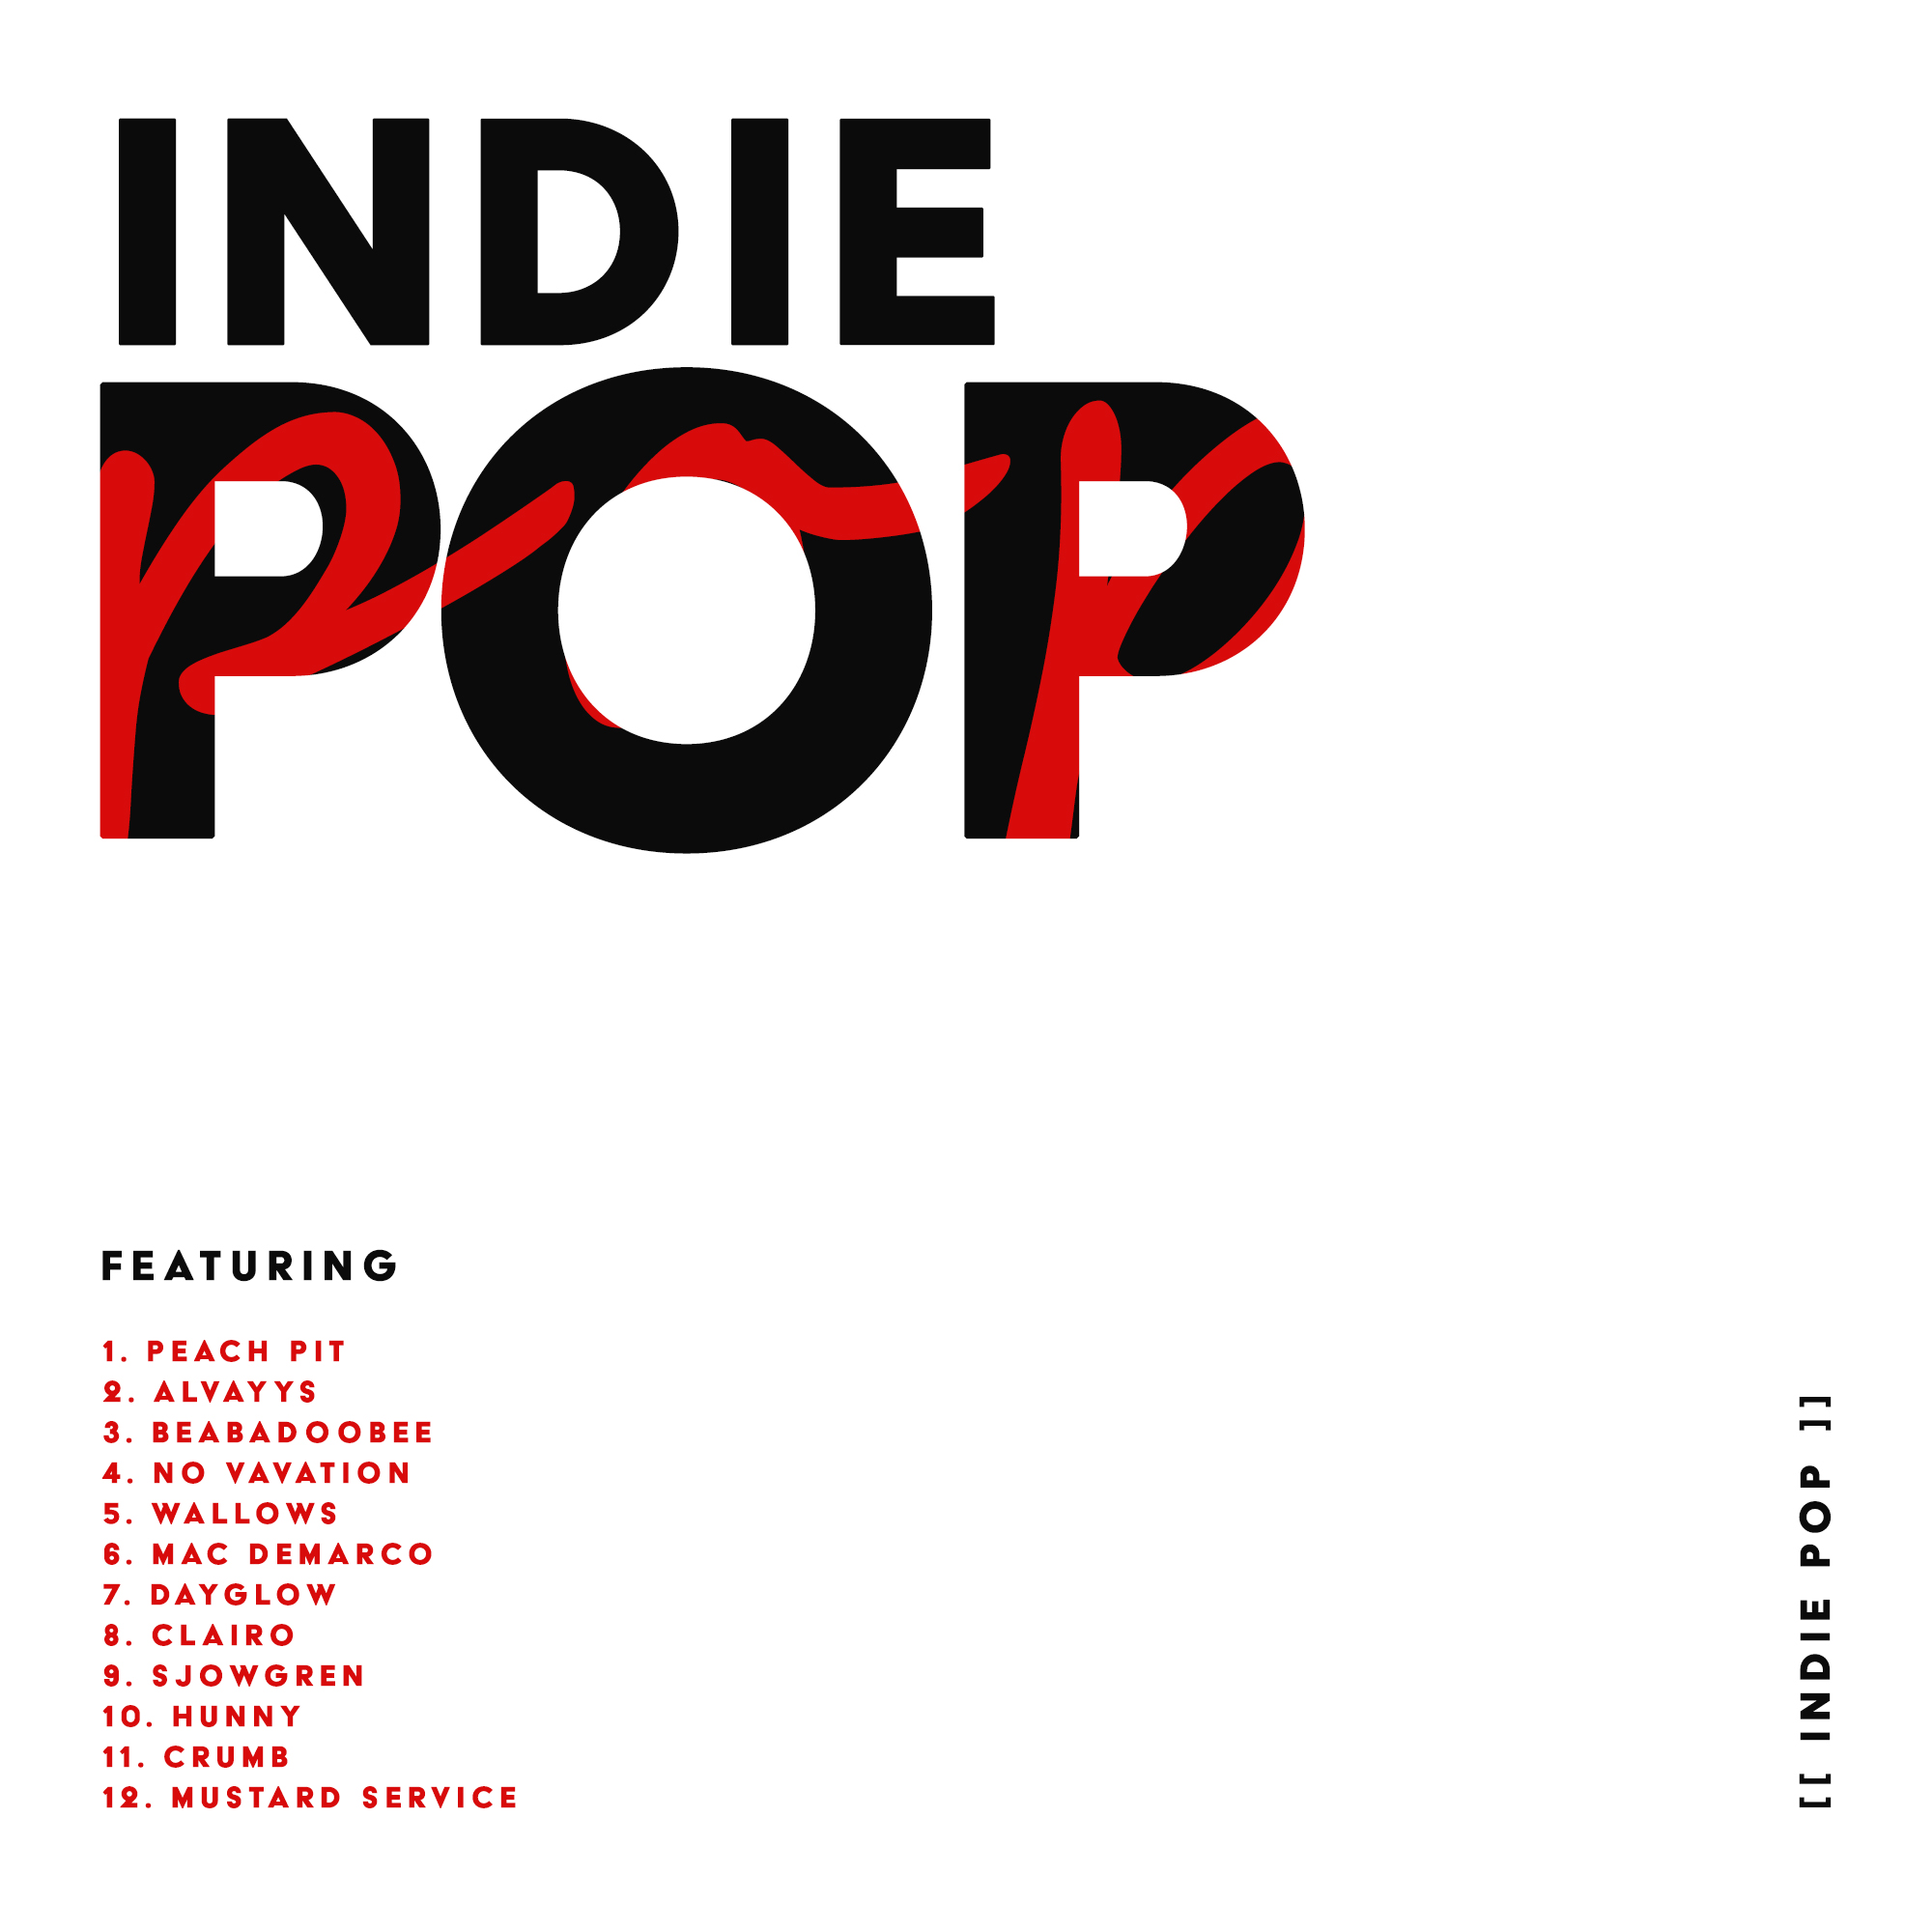 INDIE
POP
FEATURING
1. PEACH PIT
2. ALVAYYS
3. BEABADOOBEE
4. NO VAVATION
5. WALLOWS
6. MAC DEMARCO
7. DAYGLOW
8. CLAIRO
9. SJOWGREN
10. HUNNY
11. CRUMB
12. MUSTARD SERVICE
[[ INDIE POP ]]